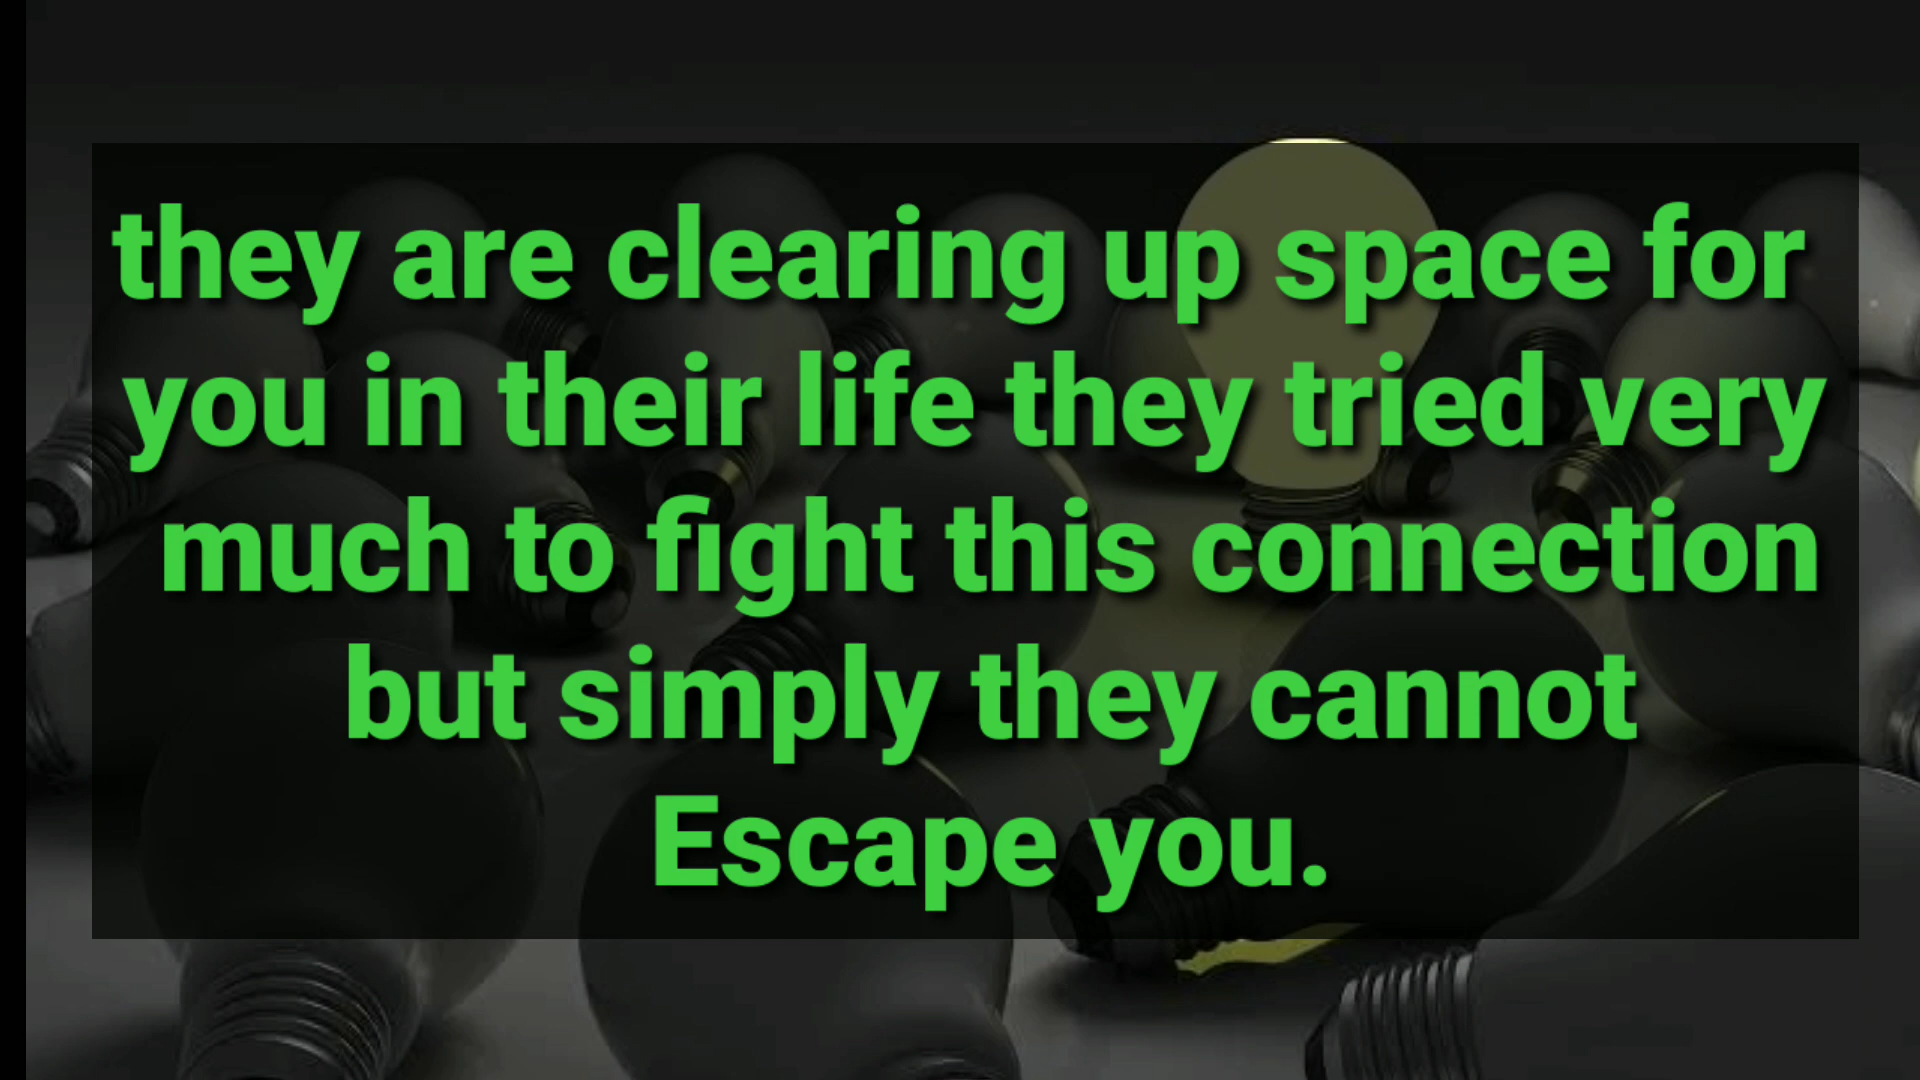 they are clearing up space for
you in their life they tried very
much to fight this connection
but simply they cannot
Escape you.